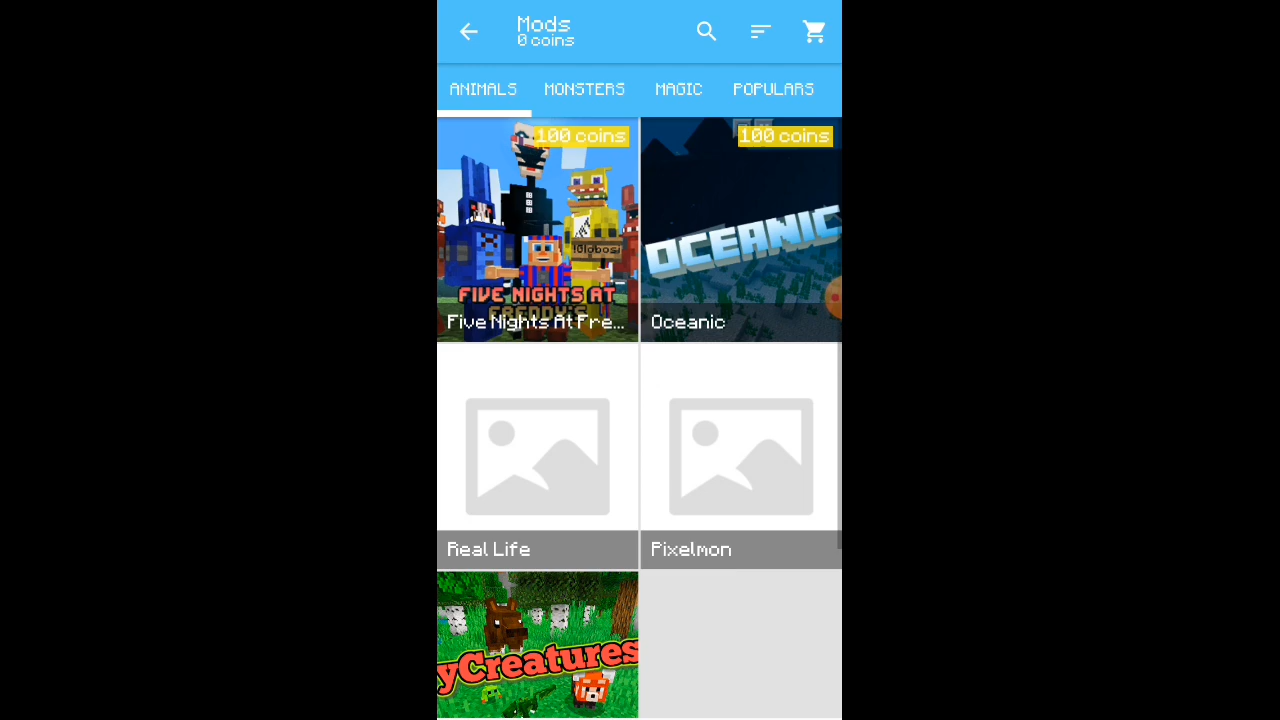 Mods
0 coins
ANIMALS
MONSTERS
MAGIC
POPULARS
100 coins
100 coins
OCEANIC
FIVE NIGHTS AT
FREDDY'S
Five Nights At Fre...
Oceanic
Real Life
Pixelmon
yCreatures